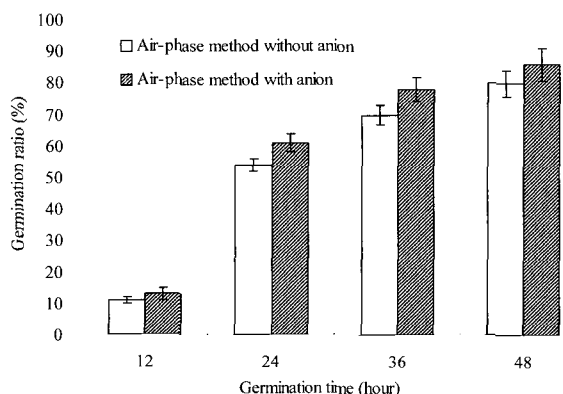 100
90
80
70
60
50
40
30
20
10
0
Germination ratio (%)
Air-phase method without anion
Air-phase method with anion
12 24 36 48
Germination time (hour)